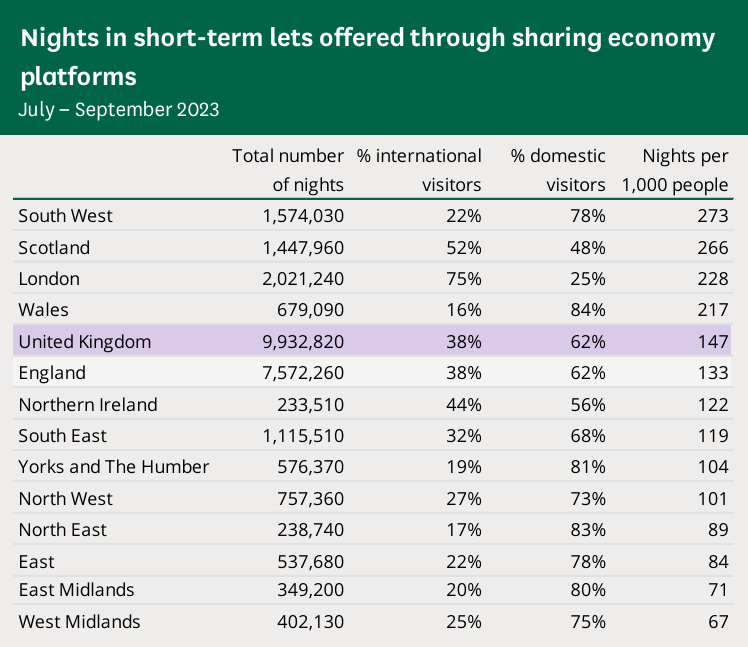 Nights in short-term lets offered through sharing economy
platforms
July – September 2023
Total number % international % domestic Nights per
of nights visitors visitors 1,000 people
South West 1,574,030 22% 78% 273
Scotland 1,447,960 52% 48% 266
London 2,021,240 75% 25% 228
Wales 679,090 16% 84% 217
United Kingdom 9,932,820 38% 62% 147
England 7,572,260 38% 62% 133
Northern Ireland 233,510 44% 56% 122
South East 1,115,510 32% 68% 119
Yorks and The Humber 576,370 19% 81% 104
North West 757,360 27% 73% 101
North East 238,740 17% 83% 89
East 537,680 22% 78% 84
East Midlands 349,200 20% 80% 71
West Midlands 402,130 25% 75% 67